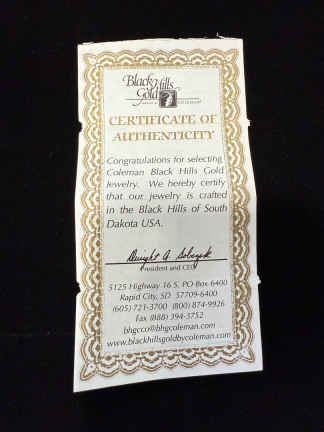 Black Hills
Gold
CERTIFICATE OF
AUTHENTICITY
Congratulations for selecting
Coleman Black Hills Gold
Jewelry. We hereby certify
that our jewelry is crafted
in the Black Hills of South
Dakota USA.
Dwight A Sobczak
President and CEO
5125 Highway 16 S, PO Box 6400
Rapid City, SD 57709-6400
(605) 721-3700 (800) 874-9926
Fax (888) 394-3752
bhgcco@bhgcoleman.com
www.blackhillsgoldbycoleman.com